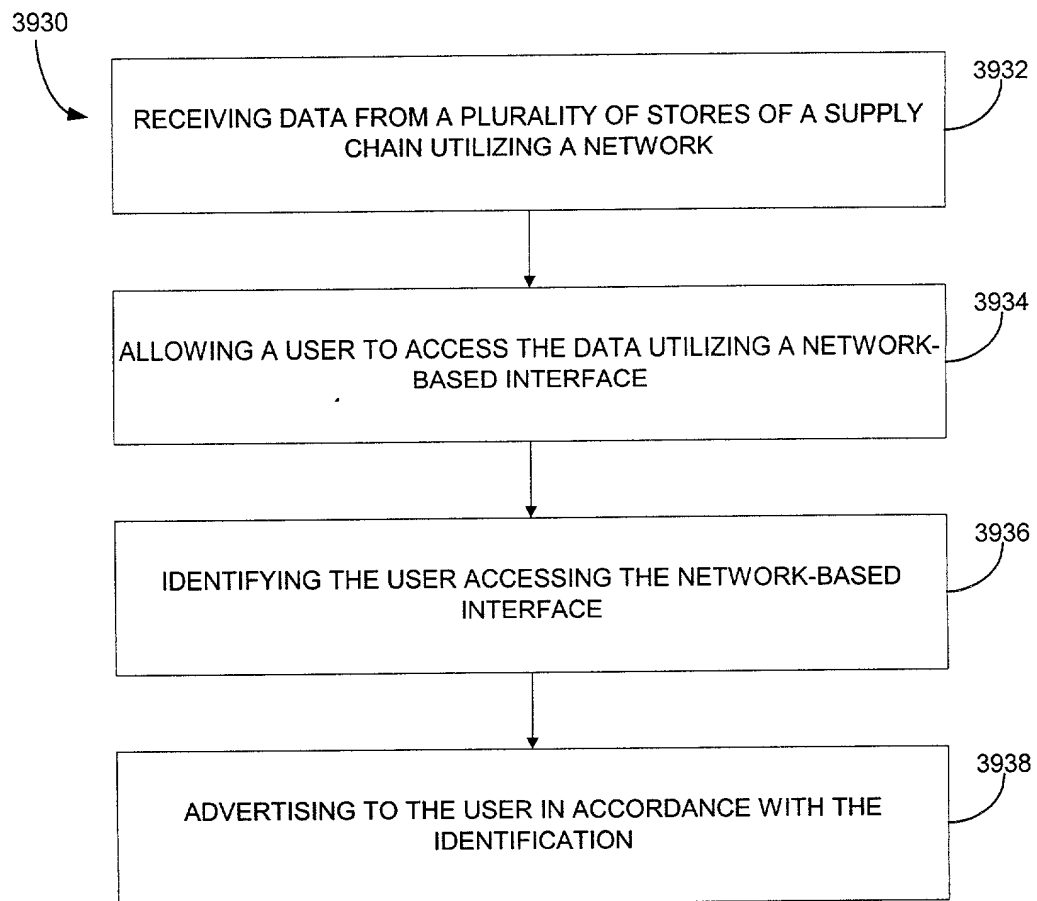 3930
3932
RECEIVING DATA FROM A PLURALITY OF STORES OF A SUPPLY
CHAIN UTILIZING A NETWORK
3934
ALLOWING A USER TO ACCESS THE DATA UTILIZING A NETWORK-
BASED INTERFACE
3936
IDENTIFYING THE USER ACCESSING THE NETWORK-BASED
INTERFACE
3938
ADVERTISING TO THE USER IN ACCORDANCE WITH THE
IDENTIFICATION